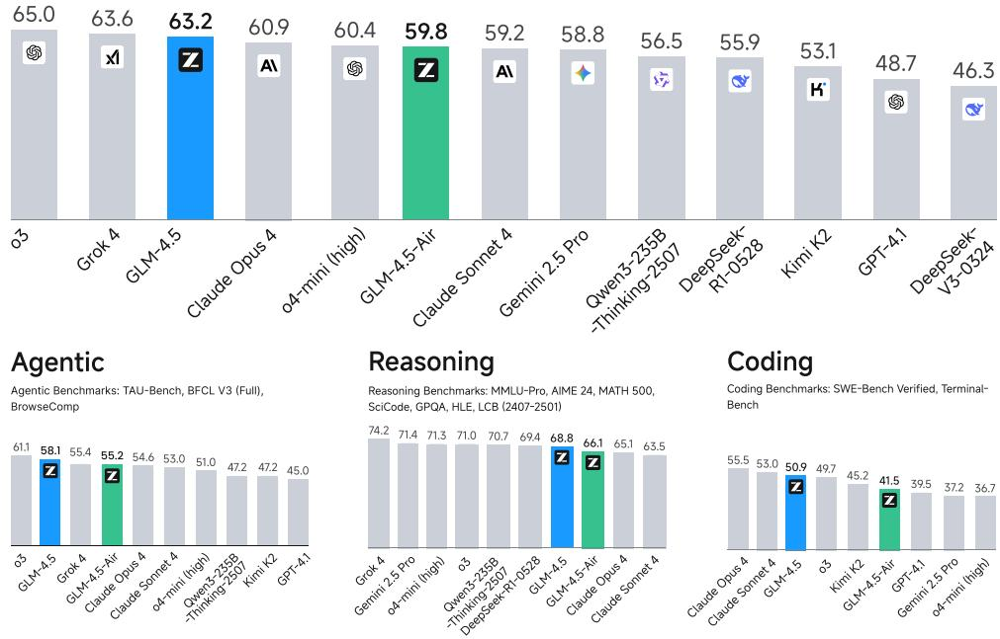 65.0
63.6
63.2
60.9
60.4
59.8
59.2
58.8
56.5
55.9
53.1
48.7
46.3
o3
Grok 4
GLM-4.5
Claude Opus 4
o4-mini (high)
GLM-4.5-Air
Claude Sonnet 4
Gemini 2.5 Pro
Qwen3-235B
-Thinking-2507
DeepSeek-
R1-0528
Kimi K2
GPT-4.1
DeepSeek-
V3-0324
Agentic
Agentic Benchmarks: TAU-Bench, BFCL V3 (Full),
BrowseComp
61.1
58.1
55.4
55.2
54.6
53.0
51.0
47.2
47.2
45.0
o3
GLM-4.5
Grok 4
GLM-4.5-Air
Claude Opus 4
Claude Sonnet 4
o4-mini (high)
Qwen3-235B
-Thinking-2507
Kimi K2
GPT-4.1
Reasoning
Reasoning Benchmarks: MMLU-Pro, AIME 24, MATH 500,
SciCode, GPQA, HLE, LCB (2407-2501)
74.2
71.4
71.3
71.0
70.7
69.4
68.8
66.1
65.1
63.5
Grok 4
Gemini 2.5 Pro
o4-mini (high)
o3
Qwen3-235B
-Thinking-2507
DeepSeek-R1-0528
GLM-4.5
GLM-4.5-Air
Claude Opus 4
Claude Sonnet 4
Coding
Coding Benchmarks: SWE-Bench Verified, Terminal-
Bench
55.5
53.0
50.9
49.7
45.2
41.5
39.5
37.2
36.7
Claude Opus 4
Claude Sonnet 4
GLM-4.5
o3
Kimi K2
GLM-4.5-Air
GPT-4.1
Gemini 2.5 Pro
o4-mini (high)